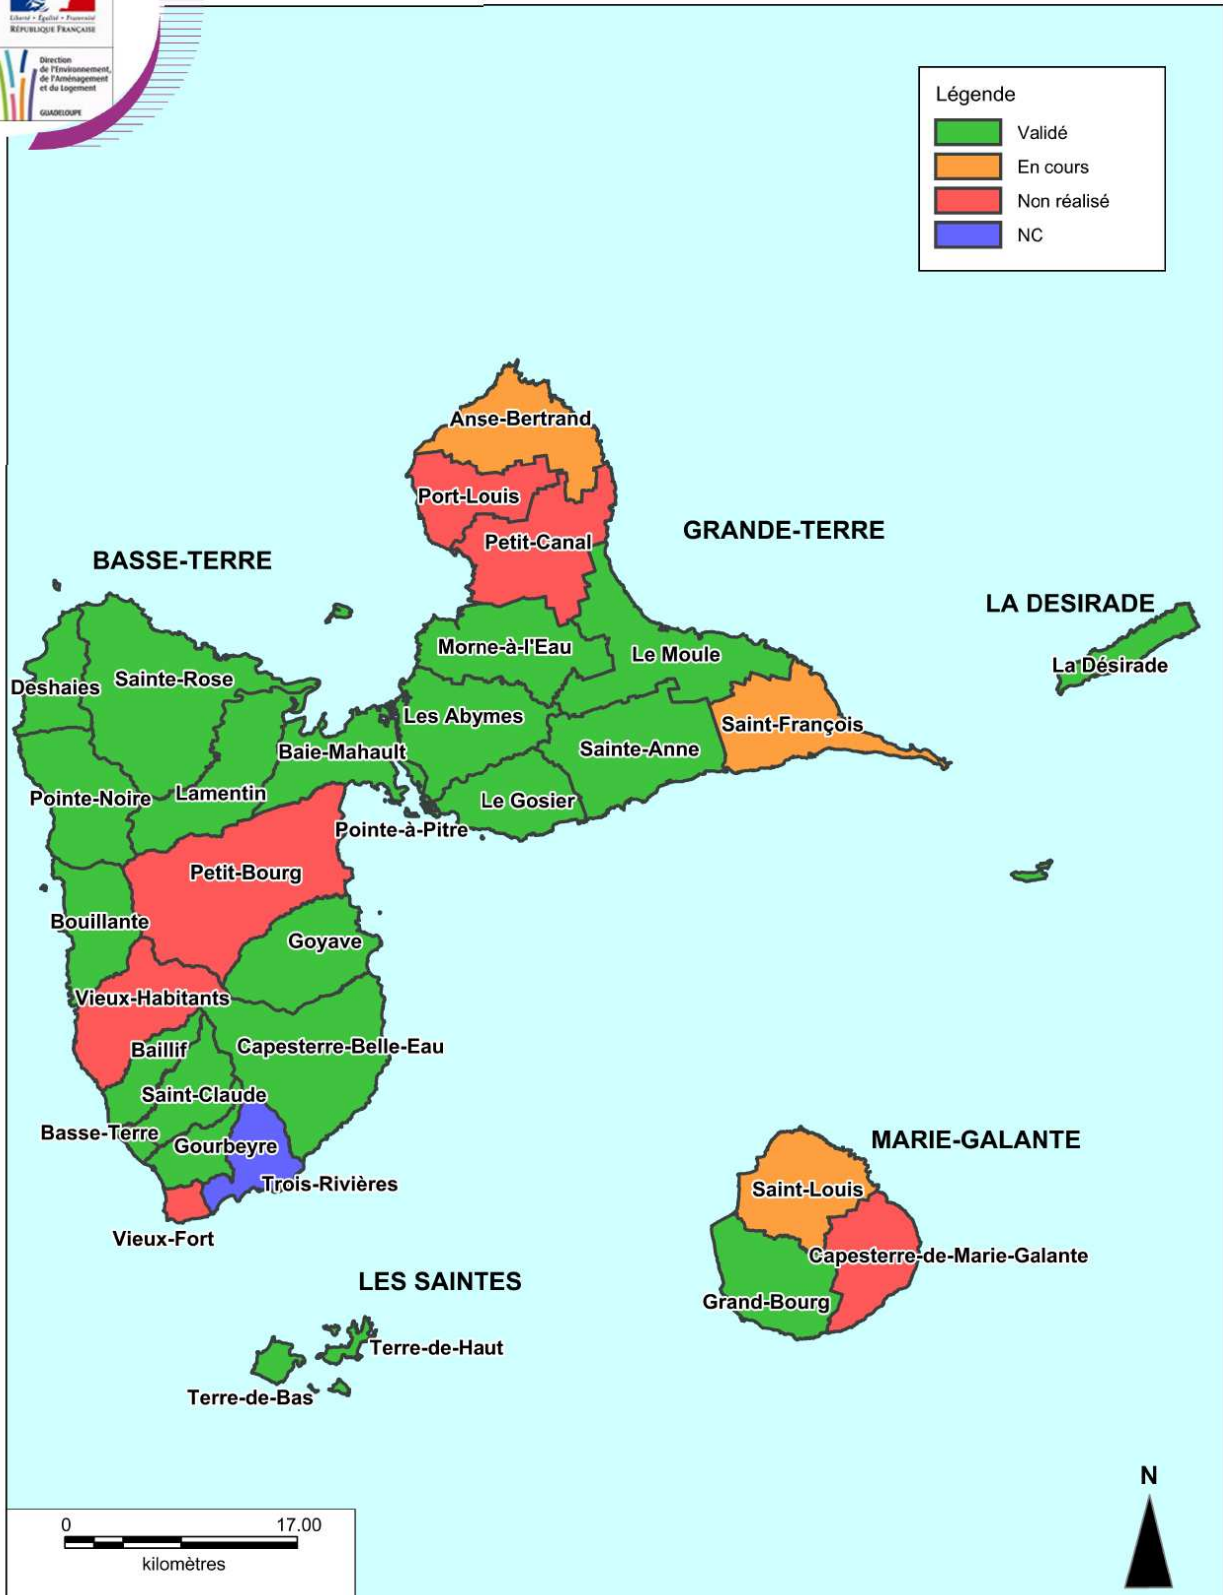 Liberté • Égalité • Fraternité
RÉPUBLIQUE FRANÇAISE
Direction
de l'Environnement,
de l'Aménagement
et du Logement
GUADELOUPE
Légende
Validé
En cours
Non réalisé
NC
Anse-Bertrand
Port-Louis
Petit-Canal
GRANDE-TERRE
BASSE-TERRE
LA DESIRADE
Morne-à-l'Eau
Le Moule
La Désirade
Deshaies
Sainte-Rose
Les Abymes
Saint-François
Baie-Mahault
Sainte-Anne
Pointe-Noire
Lamentin
Le Gosier
Pointe-à-Pitre
Petit-Bourg
Bouillante
Goyave
Vieux-Habitants
Baillif
Capesterre-Belle-Eau
Saint-Claude
Basse-Terre
Gourbeyre
MARIE-GALANTE
Trois-Rivières
Saint-Louis
Vieux-Fort
Capesterre-de-Marie-Galante
LES SAINTES
Grand-Bourg
Terre-de-Haut
Terre-de-Bas
N
0 17.00
kilomètres